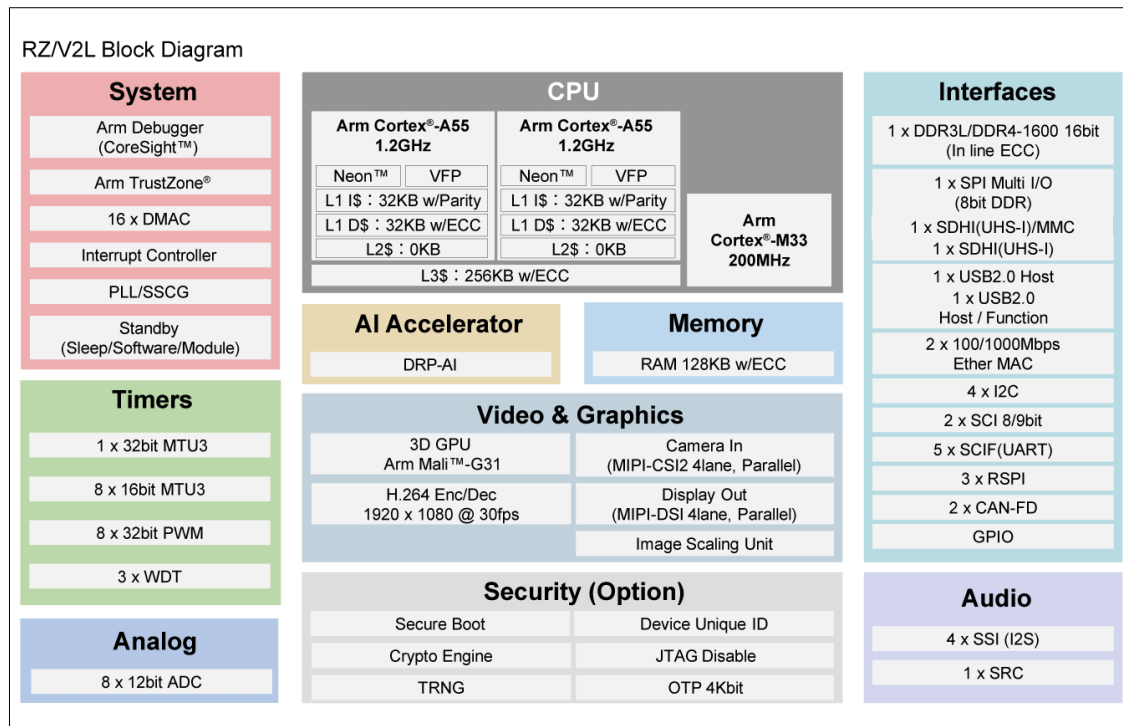 RZ/V2L Block Diagram
System
Arm Debugger
(CoreSight™)
Arm TrustZone®
16 x DMAC
Interrupt Controller
PLL/SSCG
Standby
(Sleep/Software/Module)
Timers
1 x 32bit MTU3
8 x 16bit MTU3
8 x 32bit PWM
3 x WDT
Analog
8 x 12bit ADC
CPU
Arm Cortex®-A55
1.2GHz
Neon™
VFP
L1 I$：32KB w/Parity
L1 D$：32KB w/ECC
L2$：0KB
Arm Cortex®-A55
1.2GHz
Neon™
VFP
L1 I$：32KB w/Parity
L1 D$：32KB w/ECC
L2$：0KB
L3$：256KB w/ECC
Arm
Cortex®-M33
200MHz
AI Accelerator
DRP-AI
Memory
RAM 128KB w/ECC
Video & Graphics
3D GPU
Arm Mali™-G31
H.264 Enc/Dec
1920 x 1080 @ 30fps
Camera In
(MIPI-CSI2 4lane, Parallel)
Display Out
(MIPI-DSI 4lane, Parallel)
Image Scaling Unit
Security (Option)
Secure Boot
Device Unique ID
Crypto Engine
JTAG Disable
TRNG
OTP 4Kbit
Interfaces
1 x DDR3L/DDR4-1600 16bit
(In line ECC)
1 x SPI Multi I/O
(8bit DDR)
1 x SDHI(UHS-I)/MMC
1 x SDHI(UHS-I)
1 x USB2.0 Host
1 x USB2.0
Host / Function
2 x 100/1000Mbps
Ether MAC
4 x I2C
2 x SCI 8/9bit
5 x SCIF(UART)
3 x RSPI
2 x CAN-FD
GPIO
Audio
4 x SSI (I2S)
1 x SRC